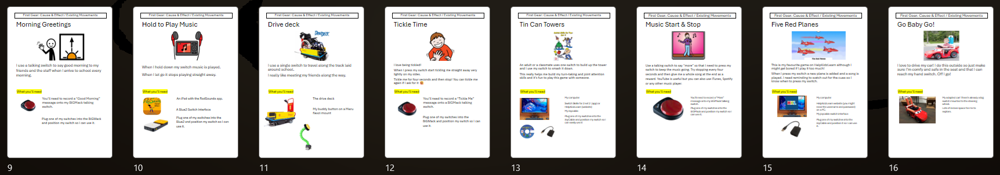 First Gear: Cause & Effect / Existing Movements
Morning Greetings
I use a talking switch to say good morning to my
friends and the staff when I arrive to school every
morning.
What you'll need
You'll need to record a "Good Morning"
message onto my BIGMack talking
switch.
Plug one of my switches into the BIGMack
and position my switch so I can use it.
9
First Gear: Cause & Effect / Existing Movements
Hold to Play Music
When I hold down my switch music is played.
When I let go it stops playing straight away.
What you'll need
An iPad with the RadSounds app.
A Blue2 Switch Interface
Plug one of my switches into the
Blue2 and position my switch so I can
use it.
10
First Gear: Cause & Effect / Existing Movements
Drive deck
I use a single switch to travel along the track laid
around school.
I really like meeting my friends along the way.
What you'll need
The drive deck
My buddy button on a Meru
flexzi mount
11
First Gear: Cause & Effect / Existing Movements
Tickle Time
I love being tickled!
When I press my switch start tickling me straight away very
lightly on my sides.
Tickle me for four seconds and then stop! You can tickle me
again if I ask for it
What you'll need
You'll need to record a "Tickle Me"
message onto a BIGMack talking
switch.
Plug one of my switches into the
BIGMack and position my switch so I can
use it.
12
First Gear: Cause & Effect / Existing Movements
Tin Can Towers
An adult or a classmate uses one switch to build up the tower
and I use my switch to smash it down.
This really helps me build my turn-taking and joint attention
skills and it's fun to play this game with someone.
What you'll need
My computer
Switch Skills for 2 set 2 (app) is
HelpKidzLearn (website)
My joycable
Plug one of my switches into the
JoyCable and position my switch so I
can easily use it
13
First Gear: Cause & Effect / Existing Movements
Music Start & Stop
Use a talking switch to say "more" so that I need to press my
switch to keep the music going. Try stopping every four
seconds and then give me a whole song at the end as a
reward. YouTube is useful but you can also use iTunes, Spotify
or any other music player.
What you'll need
You'll need to record a "More"
message onto my BIGMack talking
switch.
Plug one of my switches into the
BIGMack and position my switch so I
can use it.
14
First Gear: Cause & Effect / Existing Movements
Five Red Planes
This is my favourite game on HelpKidzLearn although I
might get bored if I play it too much!
When I press my switch a new plane is added and a song is
played. I need reminding to watch out for the cues so I
know when to press my switch.
What you'll need
My computer
HelpKidzLearn website (you might
need the username and password)
on a PC.
My joycable switch interface.
Plug one of my switches into the
JoyCable and position it so I can use
it.
15
First Gear: Cause & Effect / Existing Movements
Go Baby Go!
I love to drive my car! I do this outside so just make
sure I'm comfy and safe in the seat and that I can
reach my hand switch. Off I go!
What you'll need
My adapted car! There's already a big
switch mounted to the steering
wheel.
Lots of outdoor space for me to
explore.
16